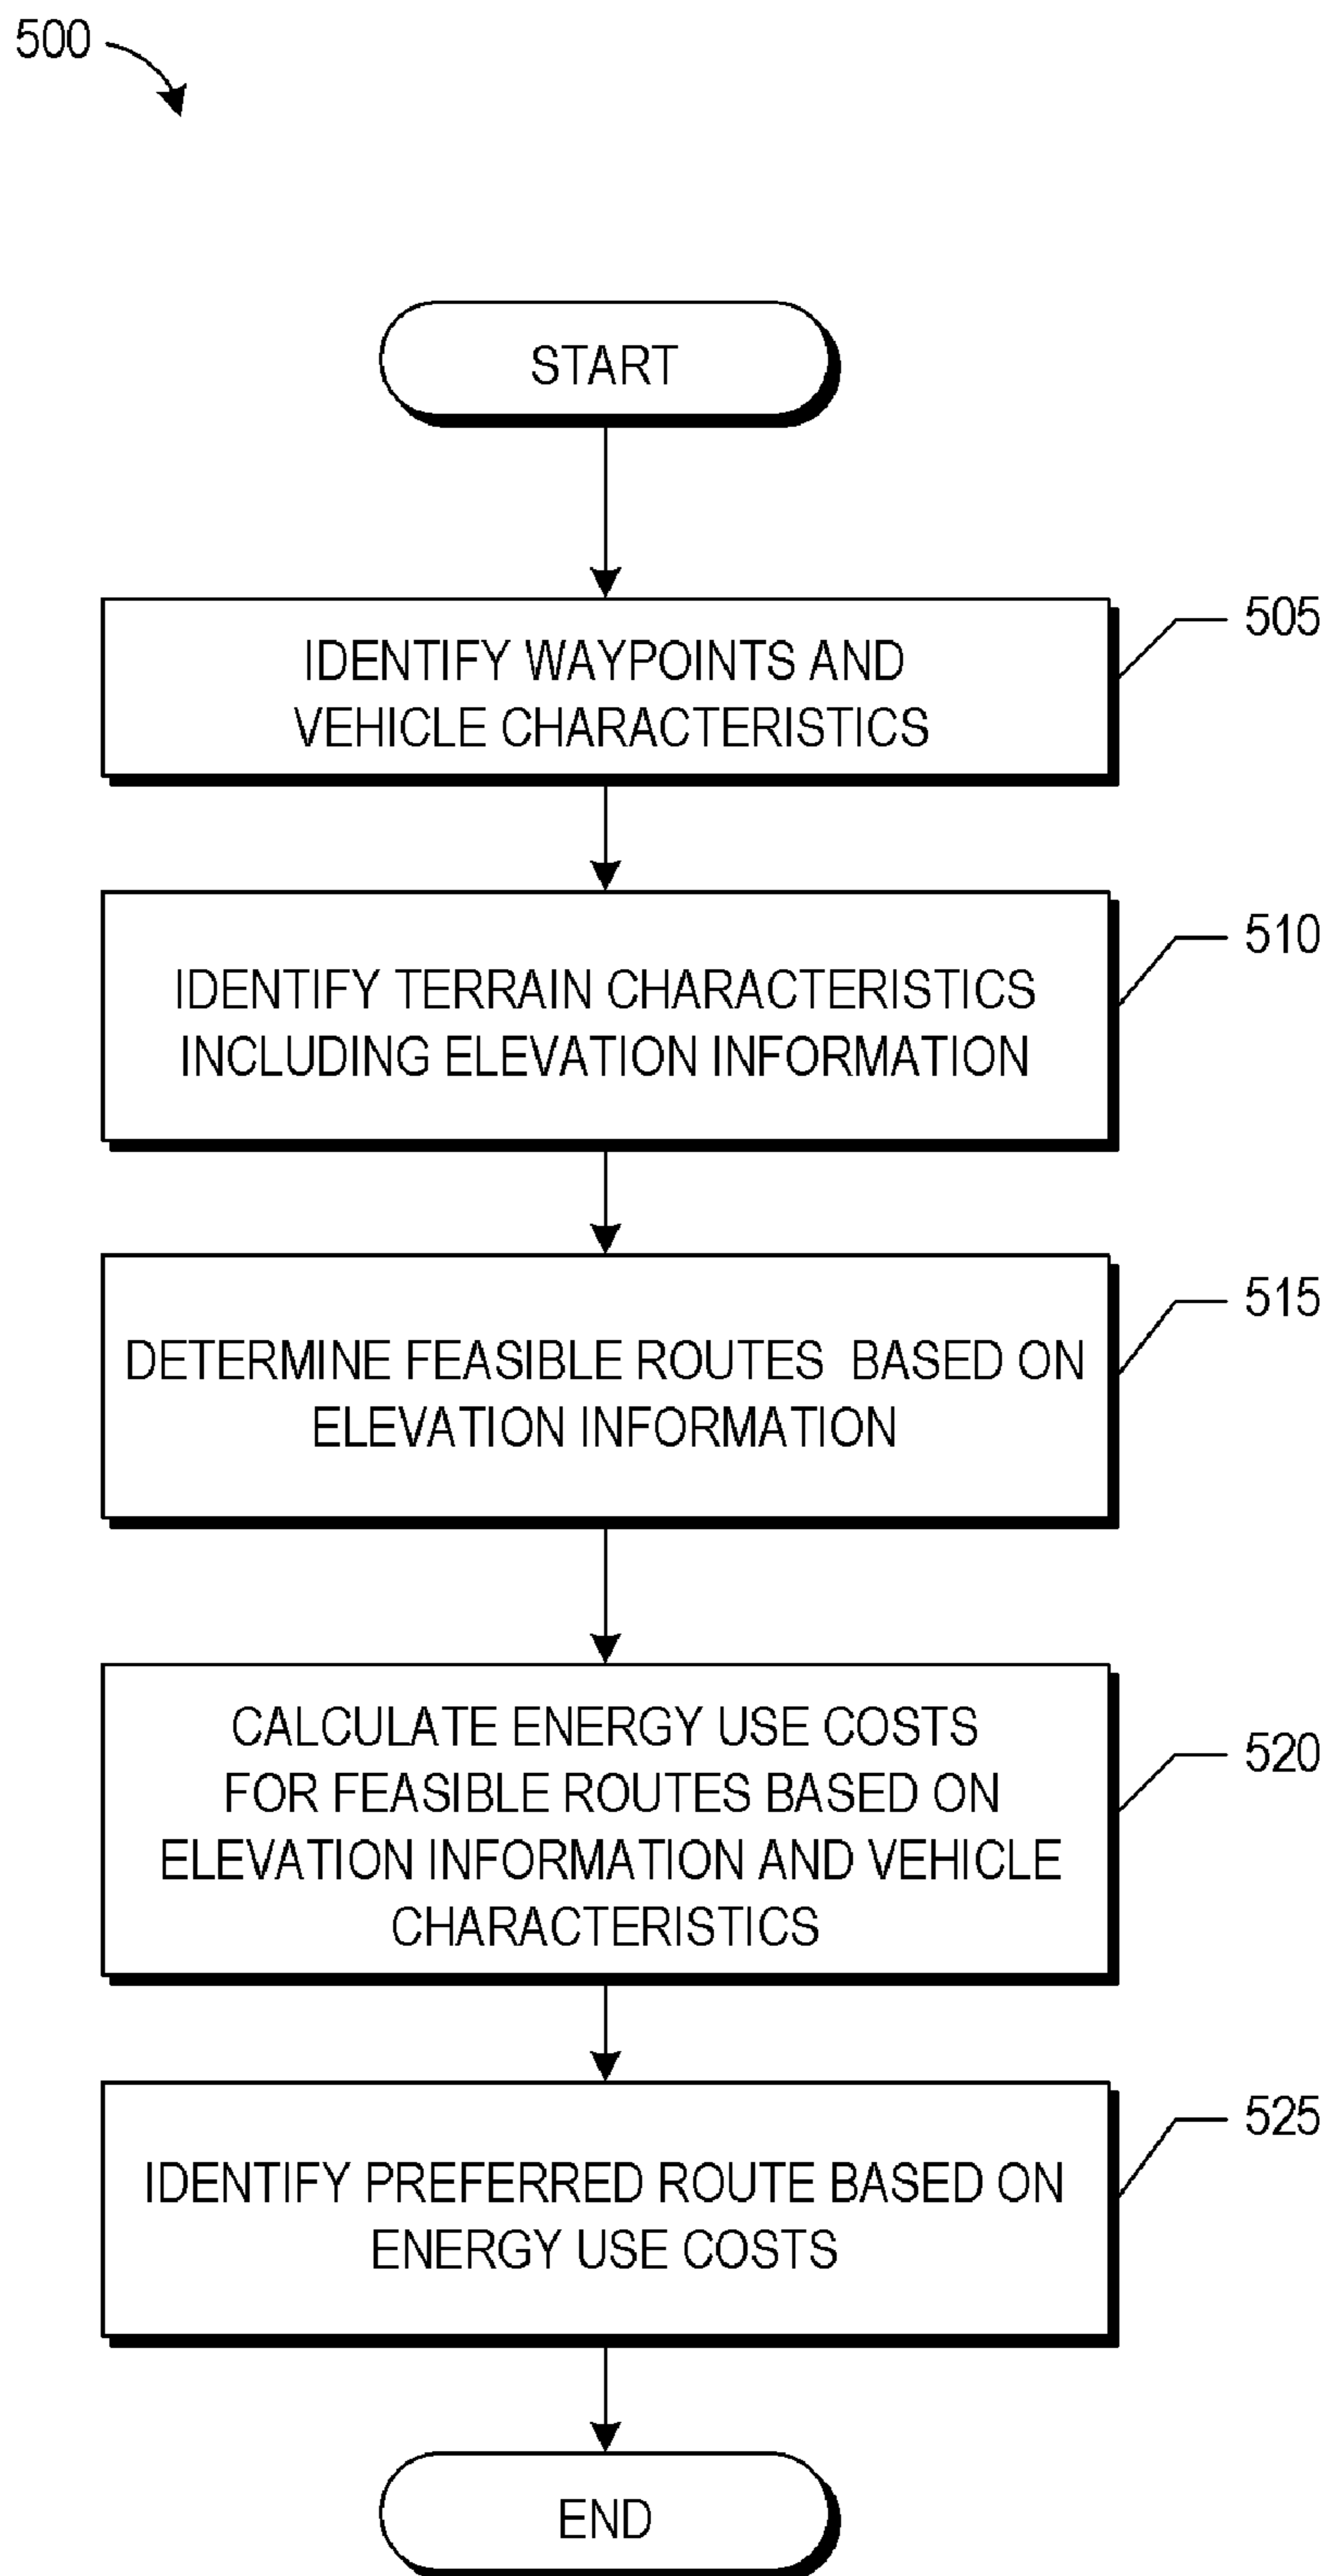 500
START
IDENTIFY WAYPOINTS AND
VEHICLE CHARACTERISTICS
505
IDENTIFY TERRAIN CHARACTERISTICS
INCLUDING ELEVATION INFORMATION
510
DETERMINE FEASIBLE ROUTES BASED ON
ELEVATION INFORMATION
515
CALCULATE ENERGY USE COSTS
FOR FEASIBLE ROUTES BASED ON
ELEVATION INFORMATION AND VEHICLE
CHARACTERISTICS
520
IDENTIFY PREFERRED ROUTE BASED ON
ENERGY USE COSTS
525
END